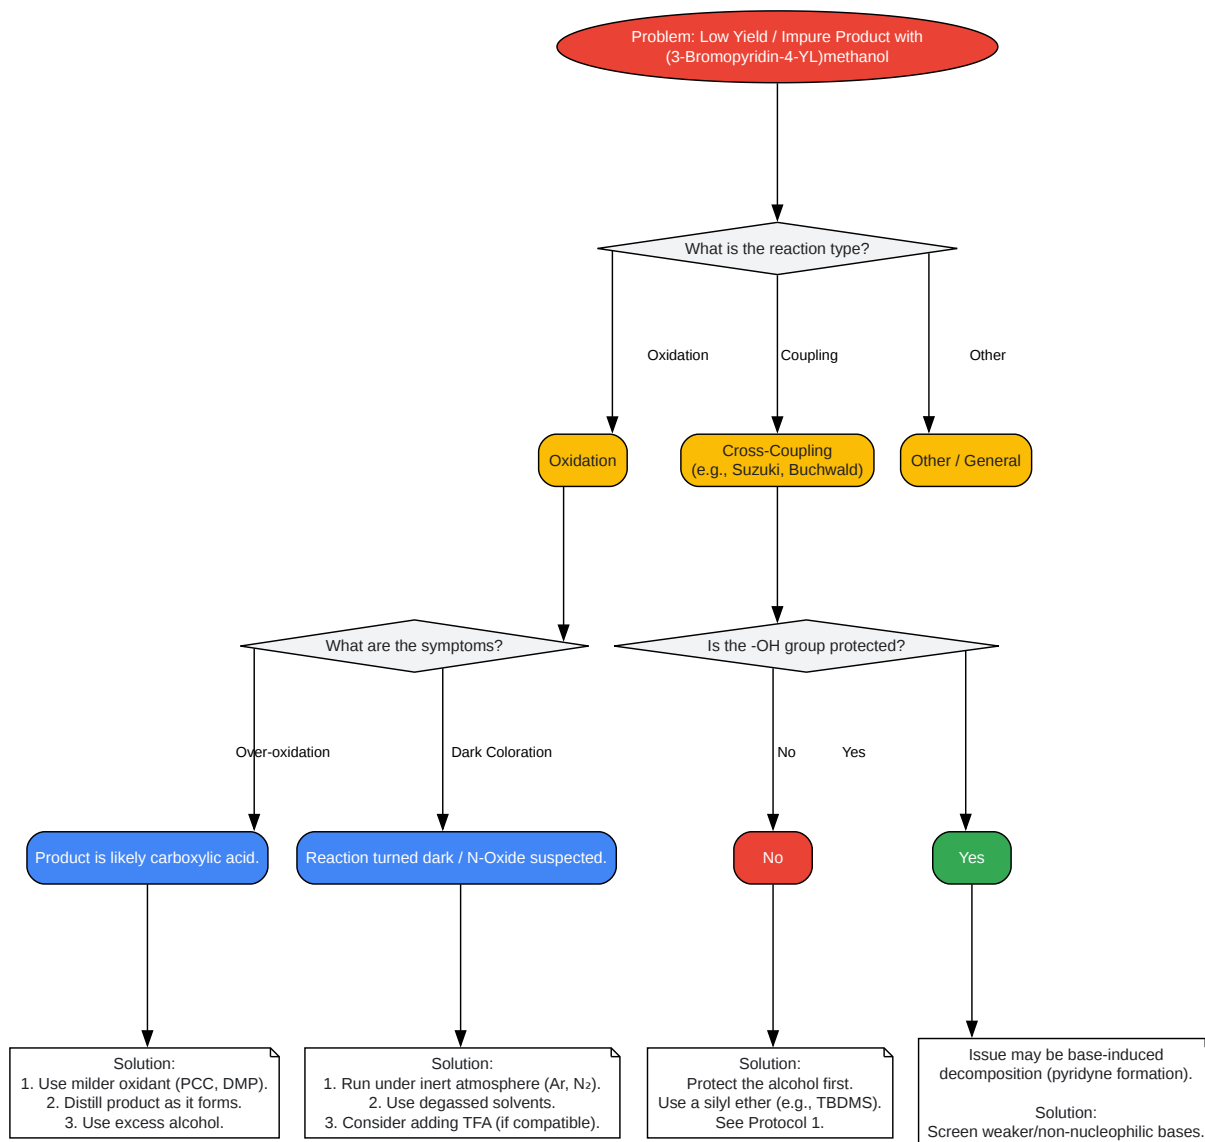 Problem: Low Yield / Impure Product with
(3-Bromopyridin-4-YL)methanol
What is the reaction type?
Oxidation
Coupling
Other
Oxidation
Cross-Coupling
(e.g., Suzuki, Buchwald)
Other / General
What are the symptoms?
Is the -OH group protected?
Over-oxidation
Dark Coloration
No
Yes
Product is likely carboxylic acid.
Reaction turned dark / N-Oxide suspected.
No
Yes
Solution:
1. Use milder oxidant (PCC, DMP).
2. Distill product as it forms.
3. Use excess alcohol.
Solution:
1. Run under inert atmosphere (Ar, N₂).
2. Use degassed solvents.
3. Consider adding TFA (if compatible).
Solution:
Protect the alcohol first.
Use a silyl ether (e.g., TBDMS).
See Protocol 1.
Issue may be base-induced
decomposition (pyridyne formation).
Solution:
Screen weaker/non-nucleophilic bases.